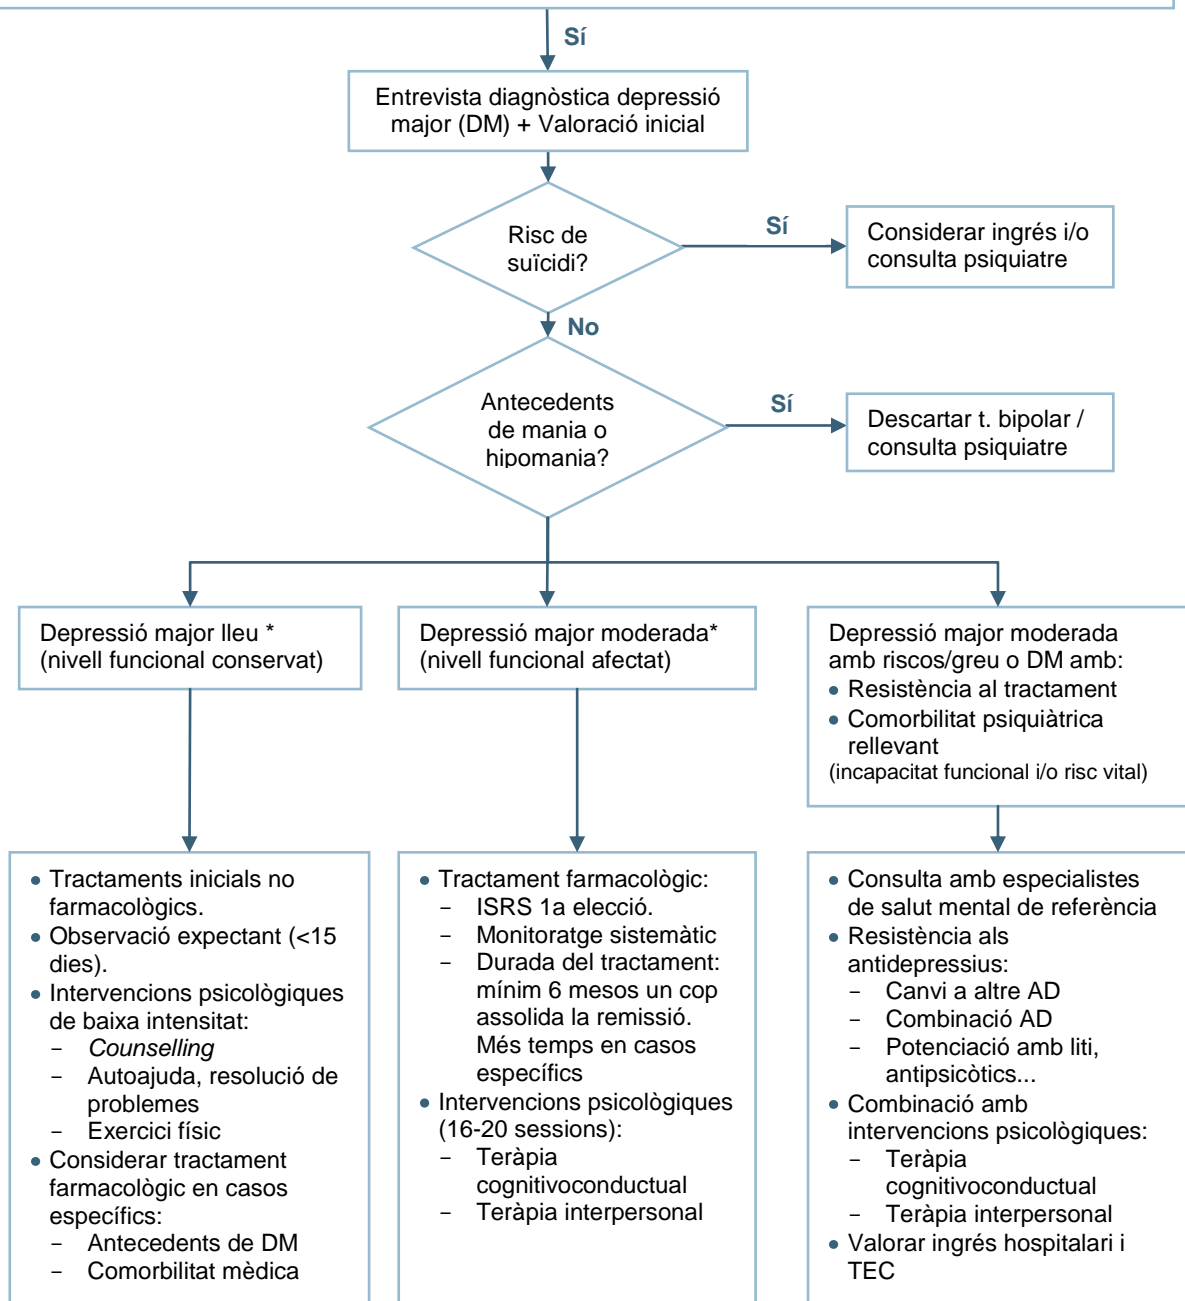 Sí
Entrevista diagnòstica depressió
major (DM) + Valoració inicial
Risc de
suïcidi?
Sí
Considerar ingrés i/o
consulta psiquiatre
No
Antecedents
de mania o
hipomania?
Sí
Descartar t. bipolar /
consulta psiquiatre
Depressió major lleu *
(nivell funcional conservat)
Depressió major moderada*
(nivell funcional afectat)
Depressió major moderada
amb riscos/greu o DM amb:
• Resistència al tractament
• Comorbilitat psiquiàtrica
rellevant
(incapacitat funcional i/o risc vital)
• Tractaments inicials no
farmacològics.
• Observació expectant (<15
dies).
• Intervencions psicològiques
de baixa intensitat:
- Counselling
- Autoajuda, resolució de
problemes
- Exercici físic
• Considerar tractament
farmacològic en casos
específics:
- Antecedents de DM
- Comorbilitat mèdica
• Tractament farmacològic:
- ISRS 1a elecció.
- Monitoratge sistemàtic
- Durada del tractament:
mínim 6 mesos un cop
assolida la remissió.
Més temps en casos
específics
• Intervencions psicològiques
(16-20 sessions):
- Teràpia
cognitivoconductual
- Teràpia interpersonal
• Consulta amb especialistes
de salut mental de referència
• Resistència als
antidepressius:
- Canvi a altre AD
- Combinació AD
- Potenciació amb liti,
antipsicòtics...
• Combinació amb
intervencions psicològiques:
- Teràpia
cognitivoconductual
- Teràpia interpersonal
• Valorar ingrés hospitalari i
TEC